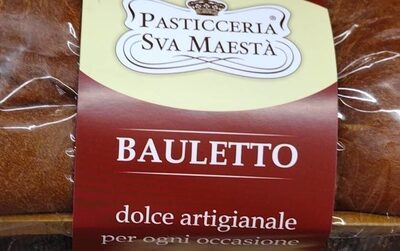 PASTICCERIA
SVA MAESTÀ ®
BAULETTO
dolce artigianale
per ogni occasione